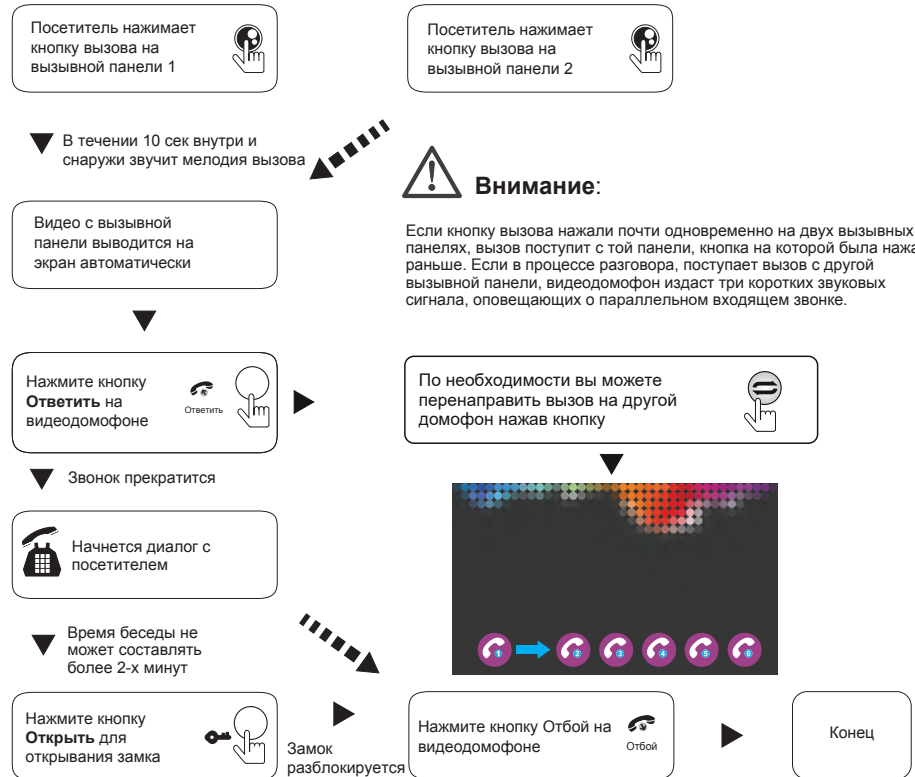 Посетитель нажимает
кнопку вызова на
вызывной панели 1
Посетитель нажимает
кнопку вызова на
вызывной панели 2
В течении 10 сек внутри и
снаружи звучит мелодия вызова
Внимание:
Видео с вызывной
панели выводится на
экран автоматически
Если кнопку вызова нажали почти одновременно на двух вызывных
панелях, вызов поступит с той панели, кнопка на которой была
раньше. Если в процессе разговора, поступает вызов с другой
вызывной панели, видеодомофон издаст три коротких звуковых
сигнала, оповещающих о параллельном входящем звонке.
Нажмите кнопку
Ответить на
видеодомофоне
Ответить
По необходимости вы можете
перенаправить вызов на другой
домофон нажав кнопку
Звонок прекратится
Начнется диалог с
посетителем
1 2 3 4 5 6
Время беседы не
может составлять
более 2-х минут
Нажмите кнопку
Открыть для
открывания замка
Замок
разблокируется
Нажмите кнопку Отбой на
видеодомофоне
Отбой
Конец